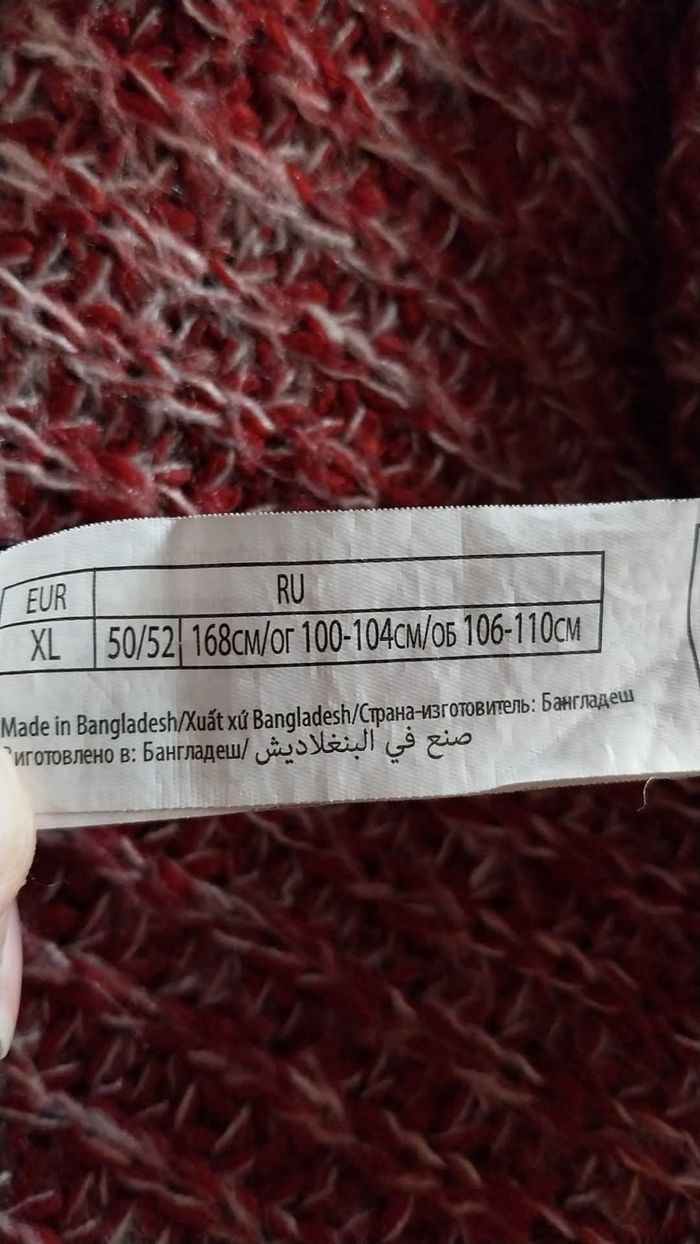 EUR RU
XL 50/52 168СМ/ОГ 100-104СМ/ОБ 106-110СМ
Made in Bangladesh/Xuất xứ Bangladesh/Страна-изготовитель: Бангладеш
в: Бангладеш/ صنع في البنغلاديش